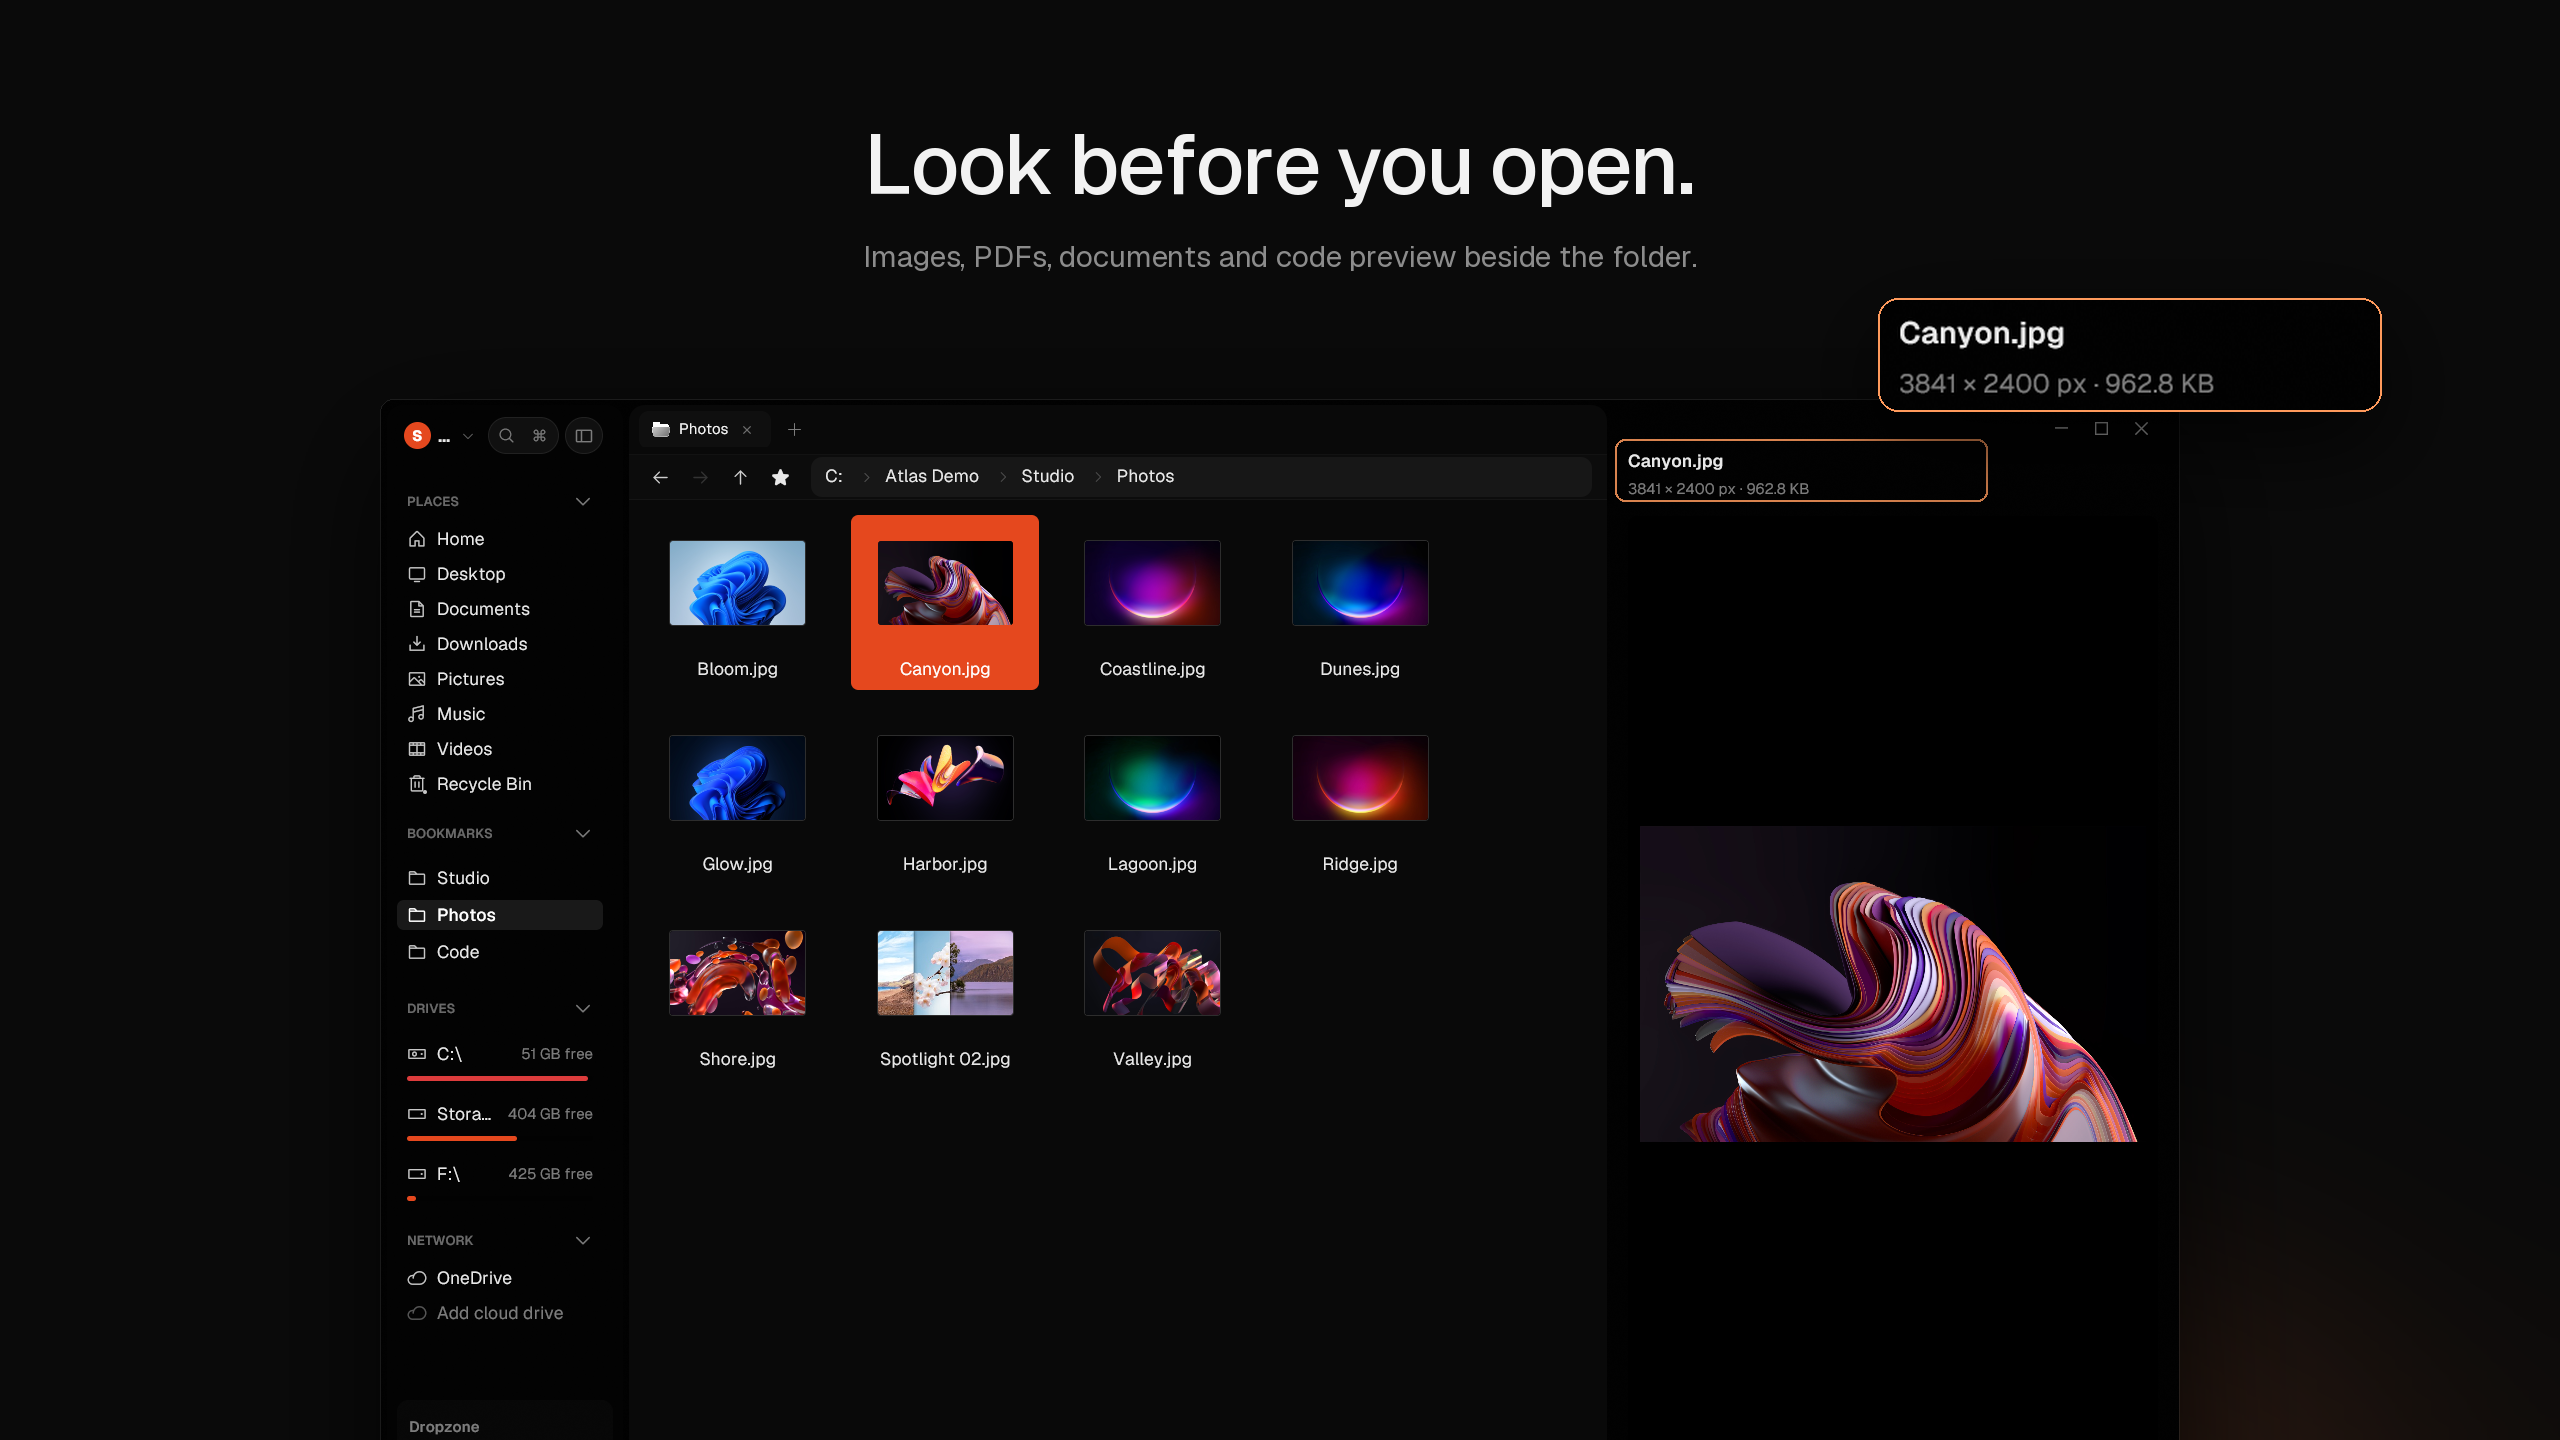 Look before you open.
Images, PDFs, documents and code preview beside the folder.
Canyon.jpg
3841 × 2400 px · 962.8 KB
S ...
Photos
C: Atlas Demo Studio Photos
Canyon.jpg
3841 × 2400 px · 962.8 KB
PLACES
Home
Desktop
Documents
Downloads
Pictures
Music
Videos
Recycle Bin
BOOKMARKS
Studio
Photos
Code
DRIVES
C:\ 51 GB free
Stora... 404 GB free
F:\ 425 GB free
NETWORK
OneDrive
Add cloud drive
Dropzone
Bloom.jpg Canyon.jpg Coastline.jpg Dunes.jpg
Glow.jpg Harbor.jpg Lagoon.jpg Ridge.jpg
Shore.jpg Spotlight 02.jpg Valley.jpg